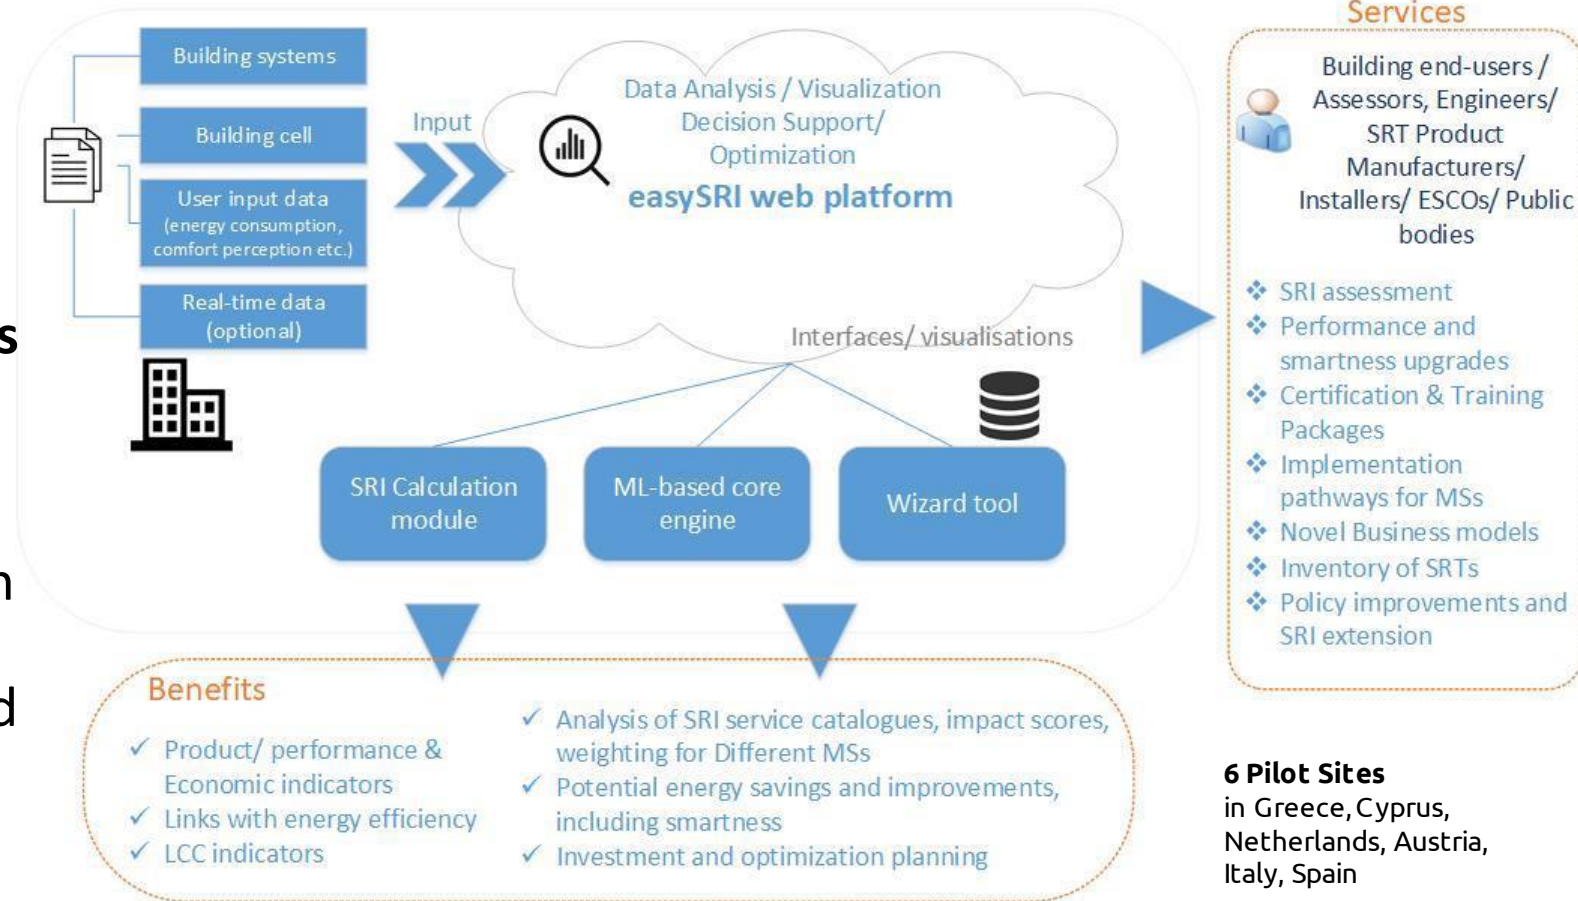 Building systems
Building cell
User input data
(energy consumption,
comfort perception etc.)
Real-time data
(optional)
Input
Data Analysis / Visualization
Decision Support/
Optimization
easySRI web platform
Interfaces/ visualisations
SRI Calculation
module
ML-based core
engine
Wizard tool
Services
Building end-users /
Assessors, Engineers/
SRT Product
Manufacturers/
Installers/ ESCOs/ Public
bodies
❖ SRI assessment
❖ Performance and
smartness upgrades
❖ Certification & Training
Packages
❖ Implementation
pathways for MSs
❖ Novel Business models
❖ Inventory of SRTs
❖ Policy improvements and
SRI extension
s
n
d
Benefits
✓ Product/ performance &
Economic indicators
✓ Links with energy efficiency
✓ LCC indicators
✓ Analysis of SRI service catalogues, impact scores,
weighting for Different MSs
✓ Potential energy savings and improvements,
including smartness
✓ Investment and optimization planning
6 Pilot Sites
in Greece, Cyprus,
Netherlands, Austria,
Italy, Spain